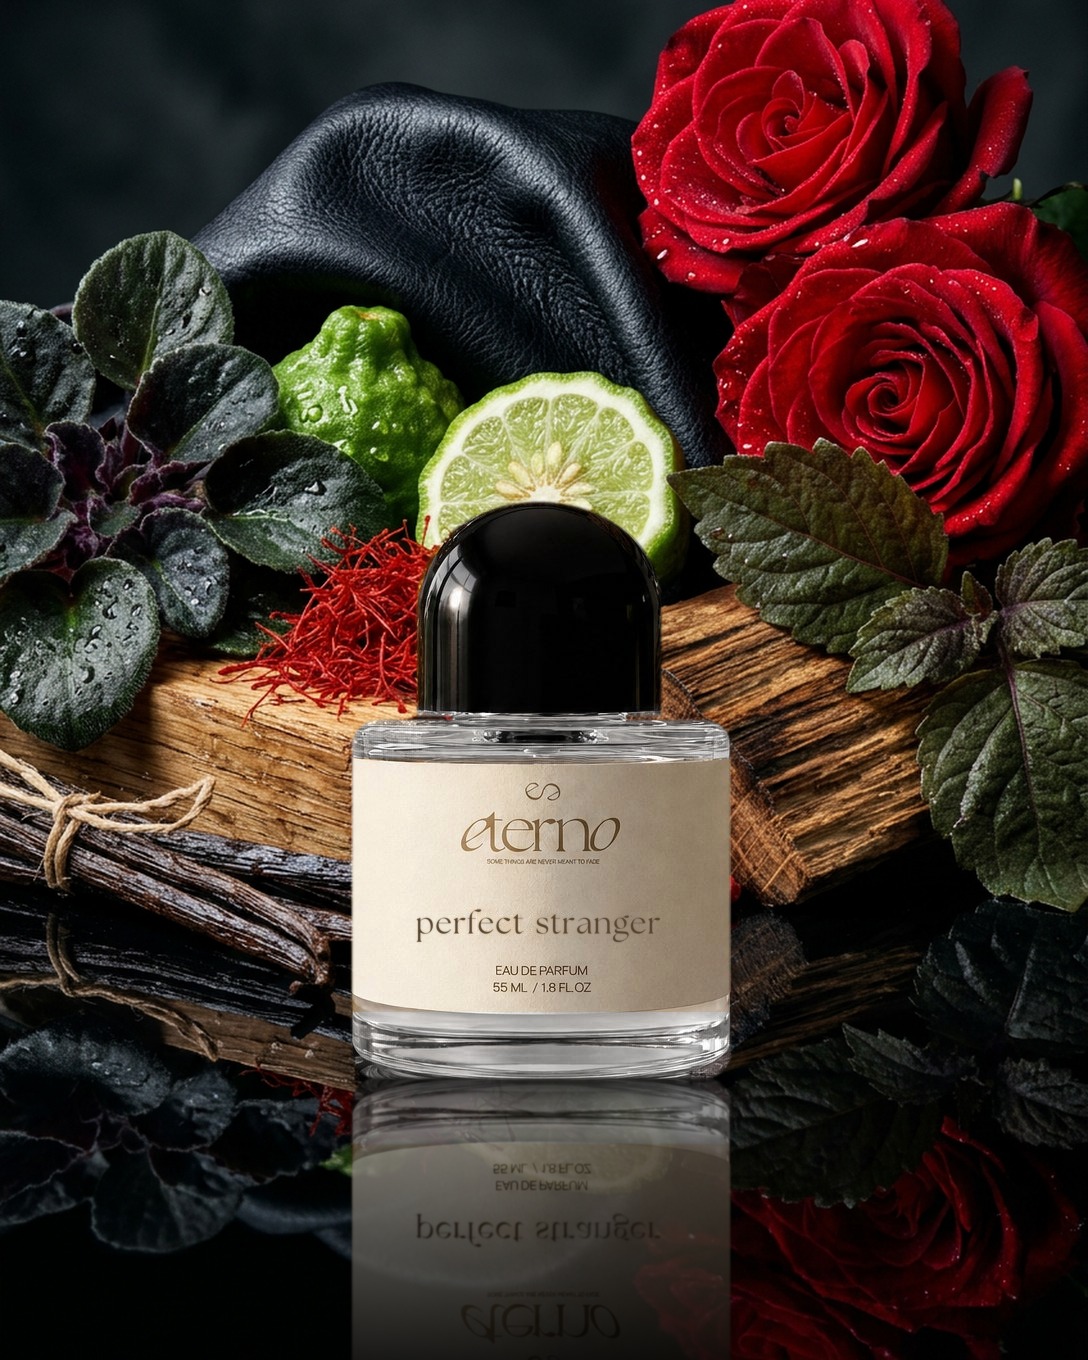 eterno
SOME THINGS ARE NEVER MEANT TO FADE
perfect stranger
EAU DE PARFUM
55 ML / 1.8 FL.OZ